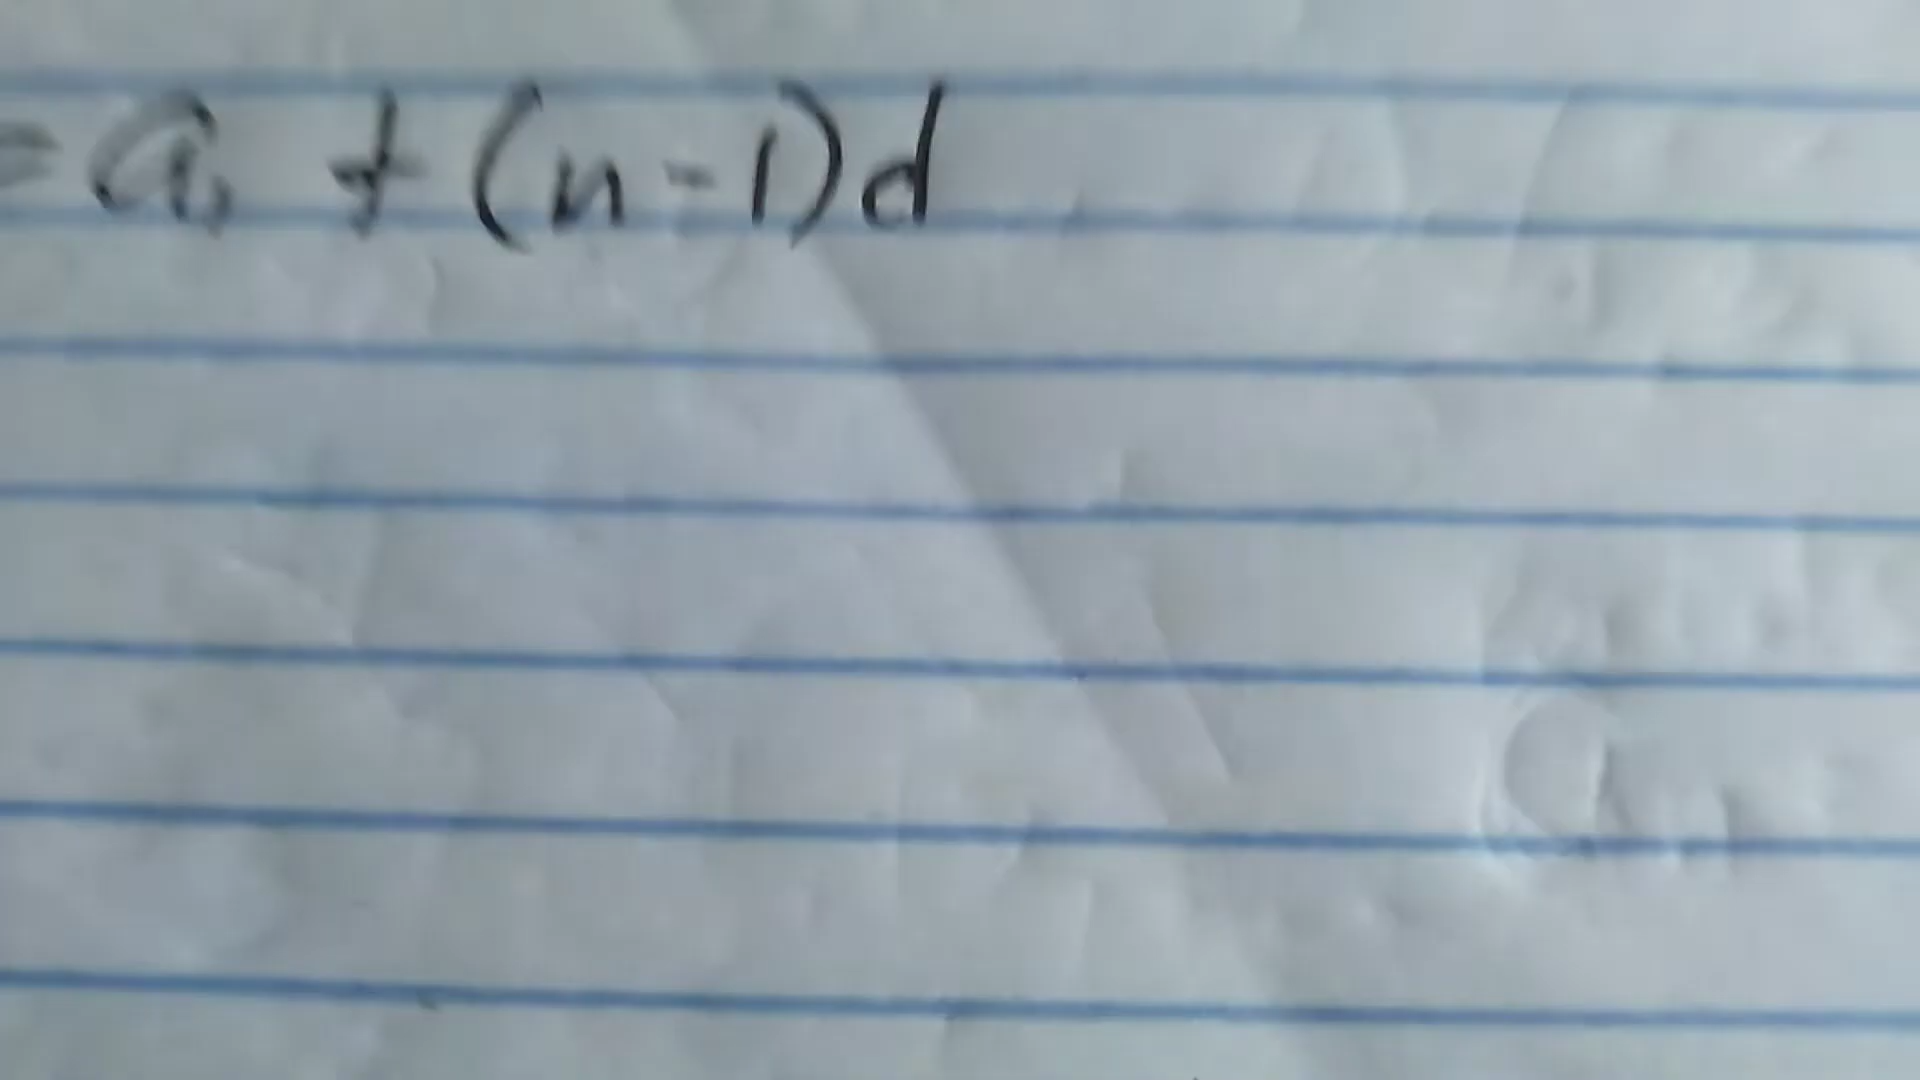 = a₁ + (n-1)d